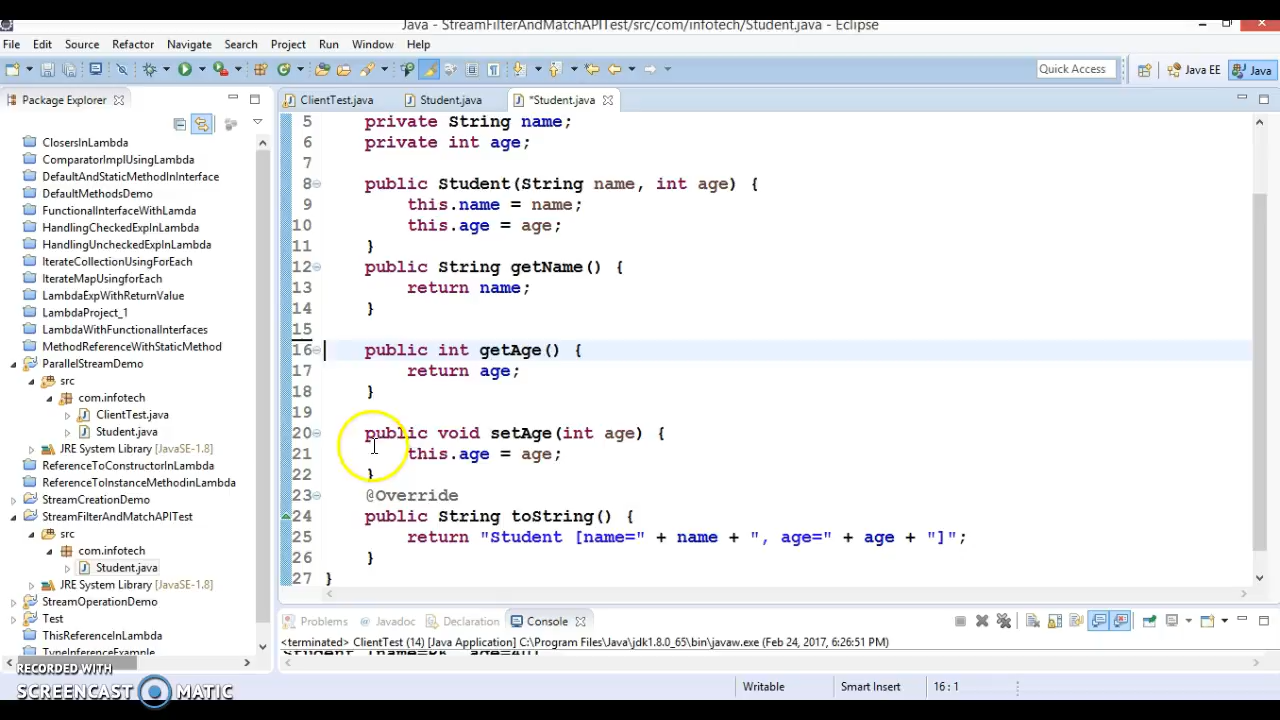 Java - StreamFilterAndMatchAPITest/src/com/infotech/Student.java - Eclipse
File Edit Source Refactor Navigate Search Project Run Window Help
Quick Access Java EE Java
Package Explorer
ClientTest.java Student.java *Student.java
ClosersInLambda
ComparatorImplUsingLambda
DefaultAndStaticMethodInInterface
DefaultMethodsDemo
FunctionalInterfaceWithLamda
HandlingCheckedExpInLambda
HandlingUncheckedExpInLambda
IterateCollectionUsingForEach
IterateMapUsingforEach
LambdaExpWithReturnValue
LambdaProject_1
LambdaWithFunctionalInterfaces
MethodReferenceWithStaticMethod
ParallelStreamDemo
src
com.infotech
ClientTest.java
Student.java
JRE System Library [JavaSE-1.8]
ReferenceToConstructorInLambda
ReferenceToInstanceMethodinLambda
StreamCreationDemo
StreamFilterAndMatchAPITest
src
com.infotech
Student.java
JRE System Library [JavaSE-1.8]
StreamOperationDemo
Test
ThisReferenceInLambda
TypeInferenceExample
5 private String name;
6 private int age;
7
8 public Student(String name, int age) {
9 this.name = name;
10 this.age = age;
11 }
12 public String getName() {
13 return name;
14 }
15
16 public int getAge() {
17 return age;
18 }
19
20 public void setAge(int age) {
21 this.age = age;
22 }
23 @Override
24 public String toString() {
25 return "Student [name=" + name + ", age=" + age + "]";
26 }
27 }
Problems Javadoc Declaration Console
<terminated> ClientTest (14) [Java Application] C:\Program Files\Java\jdk1.8.0_65\bin\javaw.exe (Feb 24, 2017, 6:26:51 PM)
Writable Smart Insert 16 : 1
RECORDED WITH
SCREENCAST MATIC